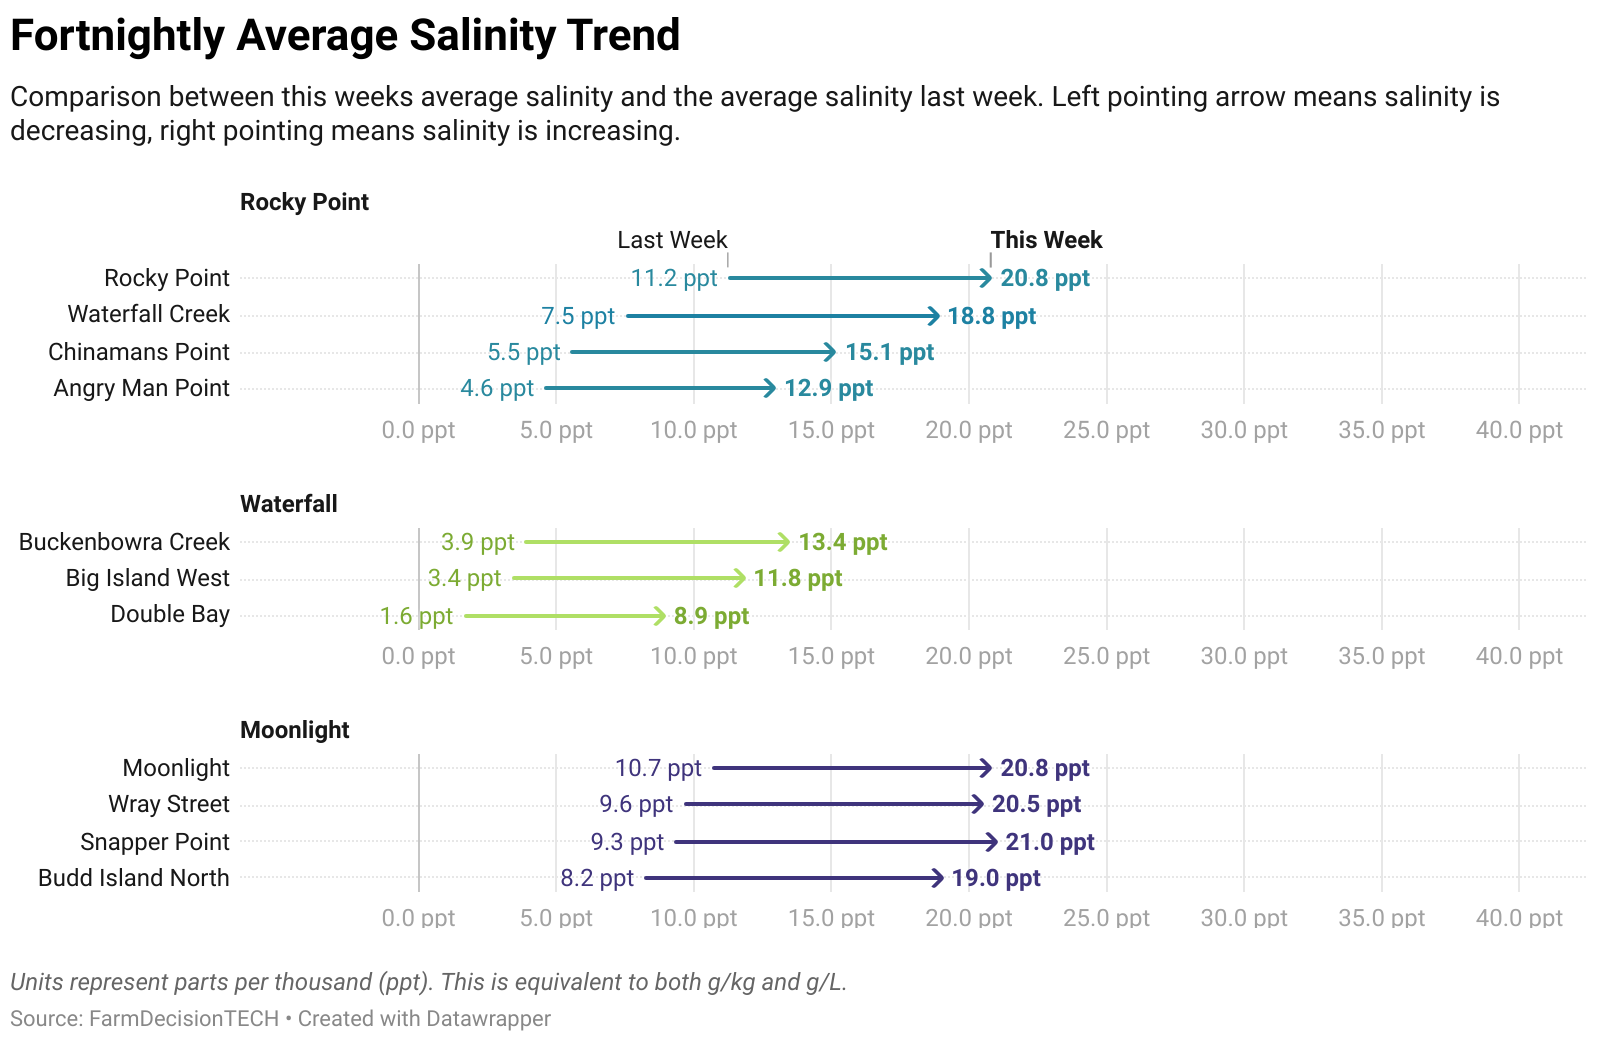 Fortnightly Average Salinity Trend
Comparison between this weeks average salinity and the average salinity last week. Left pointing arrow means salinity is
decreasing, right pointing means salinity is increasing.
Rocky Point
Last Week This Week
Rocky Point 11.2 ppt 20.8 ppt
Waterfall Creek 7.5 ppt 18.8 ppt
Chinamans Point 5.5 ppt 15.1 ppt
Angry Man Point 4.6 ppt 12.9 ppt
0.0 ppt 5.0 ppt 10.0 ppt 15.0 ppt 20.0 ppt 25.0 ppt 30.0 ppt 35.0 ppt 40.0 ppt
Waterfall
Buckenbowra Creek 3.9 ppt 13.4 ppt
Big Island West 3.4 ppt 11.8 ppt
Double Bay 1.6 ppt 8.9 ppt
0.0 ppt 5.0 ppt 10.0 ppt 15.0 ppt 20.0 ppt 25.0 ppt 30.0 ppt 35.0 ppt 40.0 ppt
Moonlight
Moonlight 10.7 ppt 20.8 ppt
Wray Street 9.6 ppt 20.5 ppt
Snapper Point 9.3 ppt 21.0 ppt
Budd Island North 8.2 ppt 19.0 ppt
0.0 ppt 5.0 ppt 10.0 ppt 15.0 ppt 20.0 ppt 25.0 ppt 30.0 ppt 35.0 ppt 40.0 ppt
Units represent parts per thousand (ppt). This is equivalent to both g/kg and g/L.
Source: FarmDecisionTECH • Created with Datawrapper